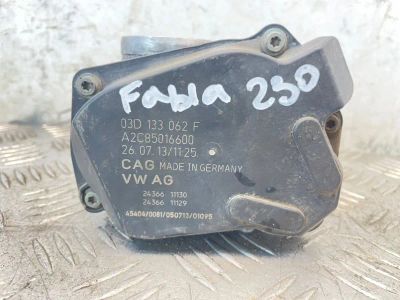 Fabia 230
03D 133 062 F
A2C85016600
26.07.13/11:25
CAG MADE IN GERMANY
VW AG
24366 11130
24366 11129
45404/0081/050713/01095